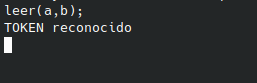 leer(a,b);
TOKEN reconocido